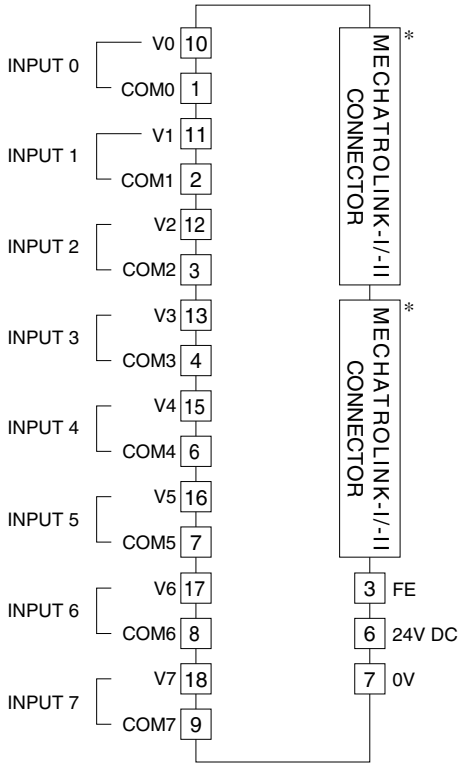 INPUT 0
V0 10
COM0 1
INPUT 1
V1 11
COM1 2
INPUT 2
V2 12
COM2 3
INPUT 3
V3 13
COM3 4
INPUT 4
V4 15
COM4 6
INPUT 5
V5 16
COM5 7
INPUT 6
V6 17
COM6 8
INPUT 7
V7 18
COM7 9
MECHATROLINK-I/-II
CONNECTOR
*
MECHATROLINK-I/-II
CONNECTOR
*
3 FE
6 24V DC
7 0V